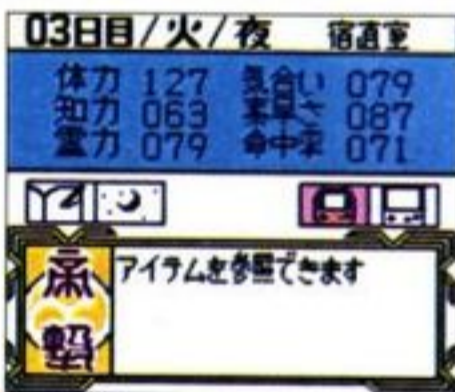 03日目/火/夜 宿直室
体力 127 気合い 079
知力 063 素早さ 087
霊力 079 命中率 071
帝撃
アイテムを参照できます